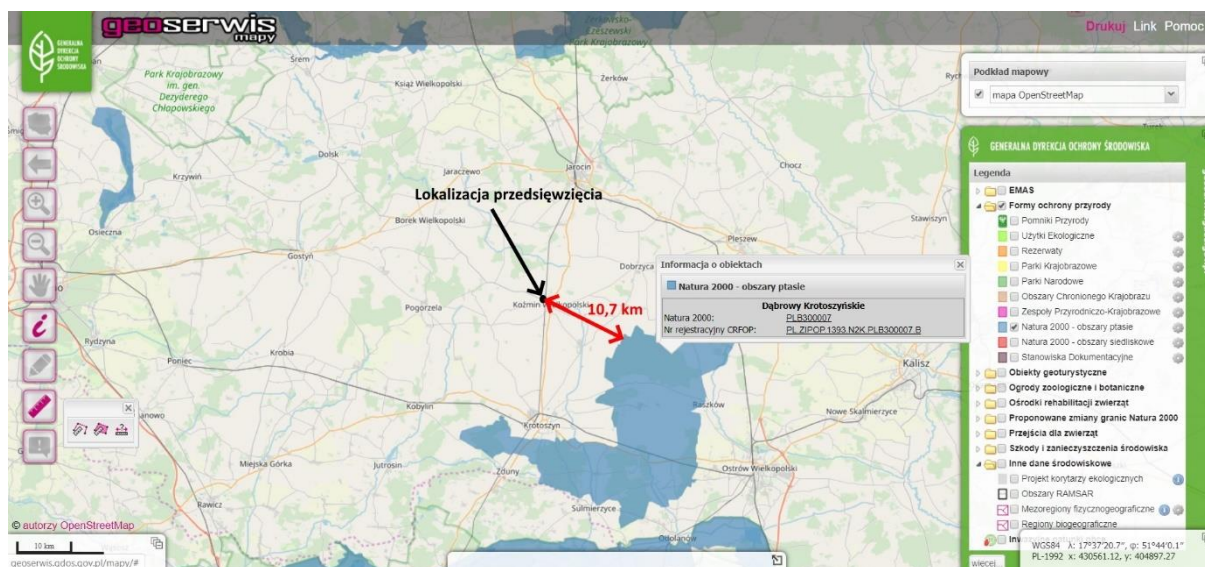 GENERALNA
DYREKCJA
OCHRONY
ŚRODOWISKA
geoserwis
mapy
Drukuj Link Pomoc
Śrem
Żerkowsko-
Czeszewski
Park Krajobrazowy
Park Krajobrazowy
im. gen.
Dezyderego
Chłapowskiego
Książ Wielkopolski
Żerków
Dolsk
Krzywiń
Jaraczewo
Jarocin
Chocz
Lokalizacja przedsięwzięcia
Borek Wielkopolski
Stawiszyn
Osieczna
Gostyń
Pleszew
Dobrzyca
Pogorzela
Koźmin Wielkopolski
10,7 km
Informacja o obiektach
Natura 2000 - obszary ptasie
Dąbrowy Krotoszyńskie
Natura 2000: PLB300007
Nr rejestracyjny CRFOP: PL.ZIPOP.1393.N2K.PLB300007.B
Rydzyna
Poniec
Krobia
Kalisz
Kobylin
Raszków
Nowe Skalmierzyce
Krotoszyn
Miejska Górka
Jutrosin
Zduny
Ostrów Wielkopolski
Rawicz
Sulmierzyce
Odolanów
© autorzy OpenStreetMap
10 km
geoserwis.gdos.gov.pl/mapy/#
Podkład mapowy
mapa OpenStreetMap
Turek
GENERALNA DYREKCJA OCHRONY ŚRODOWISKA
Legenda
EMAS
Formy ochrony przyrody
Pomniki Przyrody
Użytki Ekologiczne
Rezerwaty
Parki Krajobrazowe
Parki Narodowe
Obszary Chronionego Krajobrazu
Zespoły Przyrodniczo-Krajobrazowe
Natura 2000 - obszary ptasie
Natura 2000 - obszary siedliskowe
Stanowiska Dokumentacyjne
Obiekty geoturystyczne
Ogrody zoologiczne i botaniczne
Ośrodki rehabilitacji zwierząt
Proponowane zmiany granic Natura 2000
Przejścia dla zwierząt
Szkody i zanieczyszczenia środowiska
Inne dane środowiskowe
Projekt korytarzy ekologicznych
Obszary RAMSAR
Mezoregiony fizycznogeograficzne
Regiony biogeograficzne
WGS84 λ: 17°37'20.7", φ: 51°44'0.1"
PL-1992 x: 430561.12, y: 404897.27
więcej